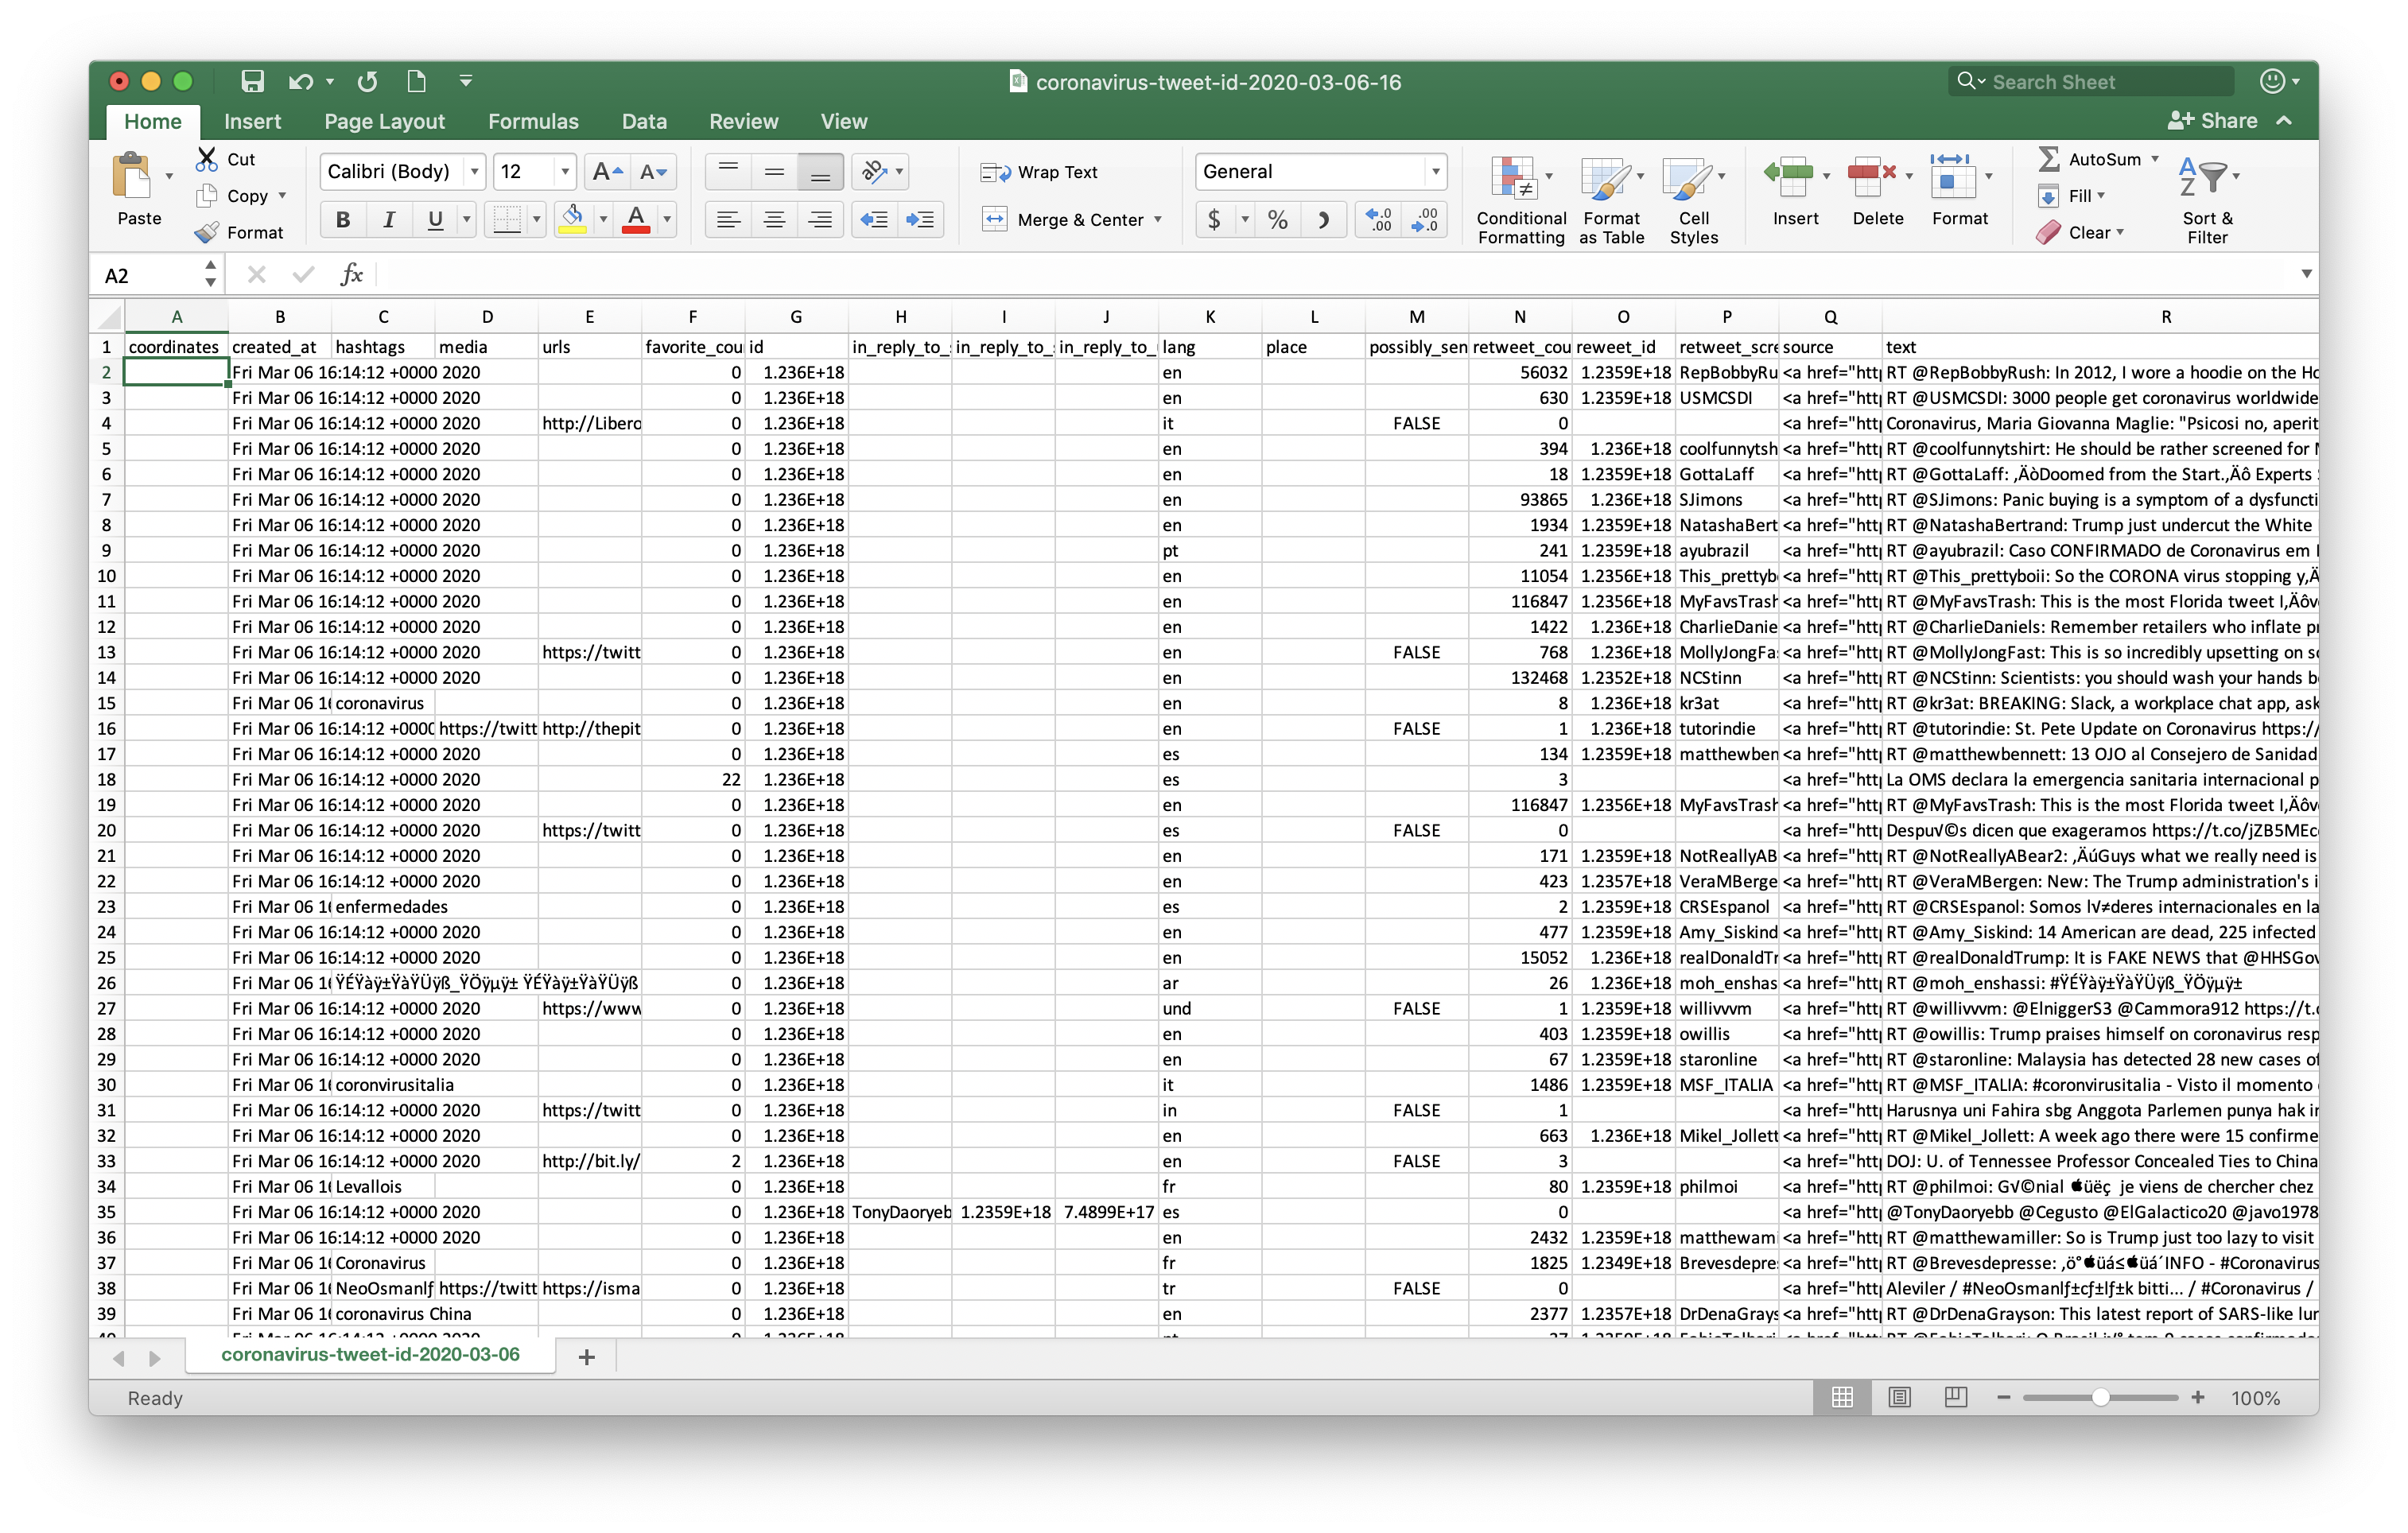 coronavirus-tweet-id-2020-03-06-16 Search Sheet
Home Insert Page Layout Formulas Data Review View Share
Paste Cut Copy Format
Calibri (Body) 12
Wrap Text
Merge & Center
General
Conditional Formatting Format as Table Cell Styles
Insert Delete Format
AutoSum Fill Clear
Sort & Filter
A2 fx
A B C D E F G H I J K L M N O P Q R
1 coordinates created_at hashtags media urls favorite_cou id in_reply_to_ in_reply_to_ in_reply_to_ lang place possibly_sen retweet_cou reweet_id retweet_scre source text
2 Fri Mar 06 16:14:12 +0000 2020 0 1.236E+18 en 56032 1.2359E+18 RepBobbyRu <a href="http RT @RepBobbyRush: In 2012, I wore a hoodie on the Ho
3 Fri Mar 06 16:14:12 +0000 2020 0 1.236E+18 en 630 1.2359E+18 USMCSDI <a href="http RT @USMCSDI: 3000 people get coronavirus worldwide
4 Fri Mar 06 16:14:12 +0000 2020 http://Libero 0 1.236E+18 it FALSE 0 <a href="http Coronavirus, Maria Giovanna Maglie: "Psicosi no, aperit
5 Fri Mar 06 16:14:12 +0000 2020 0 1.236E+18 en 394 1.236E+18 coolfunnytsh <a href="http RT @coolfunnytshirt: He should be rather screened for
6 Fri Mar 06 16:14:12 +0000 2020 0 1.236E+18 en 18 1.236E+18 GottaLaff <a href="http RT @GottaLaff: ‚ÄòDoomed from the Start.‚Äô Experts
7 Fri Mar 06 16:14:12 +0000 2020 0 1.236E+18 en 93865 1.236E+18 SJimons <a href="http RT @SJimons: Panic buying is a symptom of a dysfuncti
8 Fri Mar 06 16:14:12 +0000 2020 0 1.236E+18 en 1934 1.2359E+18 NatashaBert <a href="http RT @NatashaBertrand: Trump just undercut the White
9 Fri Mar 06 16:14:12 +0000 2020 0 1.236E+18 pt 241 1.2359E+18 ayubrazil <a href="http RT @ayubrazil: Caso CONFIRMADO de Coronavirus em
10 Fri Mar 06 16:14:12 +0000 2020 0 1.236E+18 en 11054 1.2356E+18 This_prettyb <a href="http RT @This_prettyboii: So the CORONA virus stopping y‚Ä
11 Fri Mar 06 16:14:12 +0000 2020 0 1.236E+18 en 116847 1.2356E+18 MyFavsTrash <a href="http RT @MyFavsTrash: This is the most Florida tweet I‚Äôv
12 Fri Mar 06 16:14:12 +0000 2020 0 1.236E+18 en 1422 1.236E+18 CharlieDanie <a href="http RT @CharlieDaniels: Remember retailers who inflate pr
13 Fri Mar 06 16:14:12 +0000 2020 https://twitt 0 1.236E+18 en FALSE 768 1.236E+18 MollyJongFa <a href="http RT @MollyJongFast: This is so incredibly upsetting on so
14 Fri Mar 06 16:14:12 +0000 2020 0 1.236E+18 en 132468 1.2352E+18 NCStinn <a href="http RT @NCStinn: Scientists: you should wash your hands be
15 Fri Mar 06 16 coronavirus 0 1.236E+18 en 8 1.236E+18 kr3at <a href="http RT @kr3at: BREAKING: Slack, a workplace chat app, ask
16 Fri Mar 06 16:14:12 +0000 https://twitt http://thepit 0 1.236E+18 en FALSE 1 1.236E+18 tutorindie <a href="http RT @tutorindie: St. Pete Update on Coronavirus https://
17 Fri Mar 06 16:14:12 +0000 2020 0 1.236E+18 es 134 1.2359E+18 matthewben <a href="http RT @matthewbennett: 13 OJO al Consejero de Sanidad
18 Fri Mar 06 16:14:12 +0000 2020 22 1.236E+18 es 3 <a href="http La OMS declara la emergencia sanitaria internacional p
19 Fri Mar 06 16:14:12 +0000 2020 0 1.236E+18 en 116847 1.2356E+18 MyFavsTrash <a href="http RT @MyFavsTrash: This is the most Florida tweet I‚Äôv
20 Fri Mar 06 16:14:12 +0000 2020 https://twitt 0 1.236E+18 es FALSE 0 <a href="http Despu√©s dicen que exageramos https://t.co/jZB5MEc
21 Fri Mar 06 16:14:12 +0000 2020 0 1.236E+18 en 171 1.2359E+18 NotReallyAB <a href="http RT @NotReallyABear2: ‚ÄúGuys what we really need is
22 Fri Mar 06 16:14:12 +0000 2020 0 1.236E+18 en 423 1.2357E+18 VeraMBerge <a href="http RT @VeraMBergen: New: The Trump administration's i
23 Fri Mar 06 16 enfermedades 0 1.236E+18 es 2 1.2359E+18 CRSEspanol <a href="http RT @CRSEspanol: Somos l√≠deres internacionales en la
24 Fri Mar 06 16:14:12 +0000 2020 0 1.236E+18 en 477 1.2359E+18 Amy_Siskind <a href="http RT @Amy_Siskind: 14 American are dead, 225 infected
25 Fri Mar 06 16:14:12 +0000 2020 0 1.236E+18 en 15052 1.236E+18 realDonaldTr <a href="http RT @realDonaldTrump: It is FAKE NEWS that @HHSGov
26 Fri Mar 06 16 ŸÉŸàÿ±ŸàŸÜÿß_ŸÖÿµÿ± ŸÉŸàÿ±ŸàŸÜÿß 0 1.236E+18 ar 26 1.236E+18 moh_enshas <a href="http RT @moh_enshassi: #ŸÉŸàÿ±ŸàŸÜÿß_ŸÖÿµÿ±
27 Fri Mar 06 16:14:12 +0000 2020 https://www 0 1.236E+18 und FALSE 1 1.2359E+18 willivvvm <a href="http RT @willivvvm: @ElniggerS3 @Cammora912 https://t.c
28 Fri Mar 06 16:14:12 +0000 2020 0 1.236E+18 en 403 1.2359E+18 owillis <a href="http RT @owillis: Trump praises himself on coronavirus resp
29 Fri Mar 06 16:14:12 +0000 2020 0 1.236E+18 en 67 1.2359E+18 staronline <a href="http RT @staronline: Malaysia has detected 28 new cases of
30 Fri Mar 06 16 coronvirusitalia 0 1.236E+18 it 1486 1.2359E+18 MSF_ITALIA <a href="http RT @MSF_ITALIA: #coronvirusitalia - Visto il momento
31 Fri Mar 06 16:14:12 +0000 2020 https://twitt 0 1.236E+18 in FALSE 1 <a href="http Harusnya uni Fahira sbg Anggota Parlemen punya hak in
32 Fri Mar 06 16:14:12 +0000 2020 0 1.236E+18 en 663 1.236E+18 Mikel_Jollett <a href="http RT @Mikel_Jollett: A week ago there were 15 confirme
33 Fri Mar 06 16:14:12 +0000 2020 http://bit.ly/ 2 1.236E+18 en FALSE 3 <a href="http DOJ: U. of Tennessee Professor Concealed Ties to China
34 Fri Mar 06 16 Levallois 0 1.236E+18 fr 80 1.2359E+18 philmoi <a href="http RT @philmoi: G√©nial üëç je viens de chercher chez
35 Fri Mar 06 16:14:12 +0000 2020 0 1.236E+18 TonyDaoryeb 1.2359E+18 7.4899E+17 es 0 <a href="http @TonyDaoryebb @Cegusto @ElGalactico20 @javo1978
36 Fri Mar 06 16:14:12 +0000 2020 0 1.236E+18 en 2432 1.2359E+18 matthewami <a href="http RT @matthewamiller: So is Trump just too lazy to visit
37 Fri Mar 06 16 Coronavirus 0 1.236E+18 fr 1825 1.2349E+18 Brevesdepre <a href="http RT @Brevesdepresse: ‚ö°üá≤üá´INFO - #Coronavirus
38 Fri Mar 06 16 NeoOsmanlƒ https://twitt https://isma 0 1.236E+18 tr FALSE 0 <a href="http Aleviler / #NeoOsmanlƒ±cƒ±lƒ±k bitti... / #Coronavirus /
39 Fri Mar 06 16 coronavirus China 0 1.236E+18 en 2377 1.2357E+18 DrDenaGrays <a href="http RT @DrDenaGrayson: This latest report of SARS-like lun
coronavirus-tweet-id-2020-03-06
Ready 100%